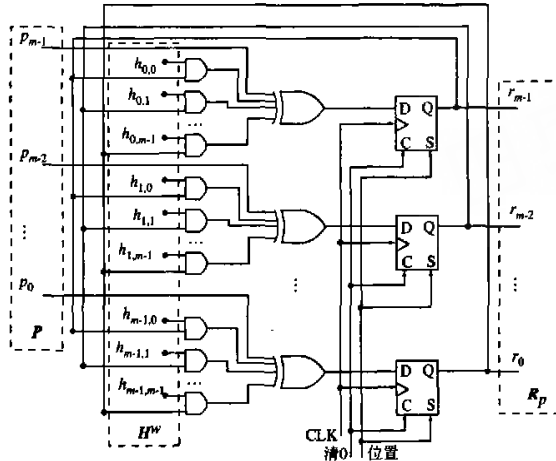 p_{m-1}
h_{0,0}
h_{0,1}
...
h_{0,m-1}
D Q
C S
r_{m-1}
p_{m-2}
h_{1,0}
h_{1,1}
...
h_{1,m-1}
D Q
C S
r_{m-2}
⋮
⋮
⋮
p_0
h_{m-1,0}
h_{m-1,1}
...
h_{m-1,m-1}
D Q
C S
r_0
P
H^w
R_p
CLK
清0 位置